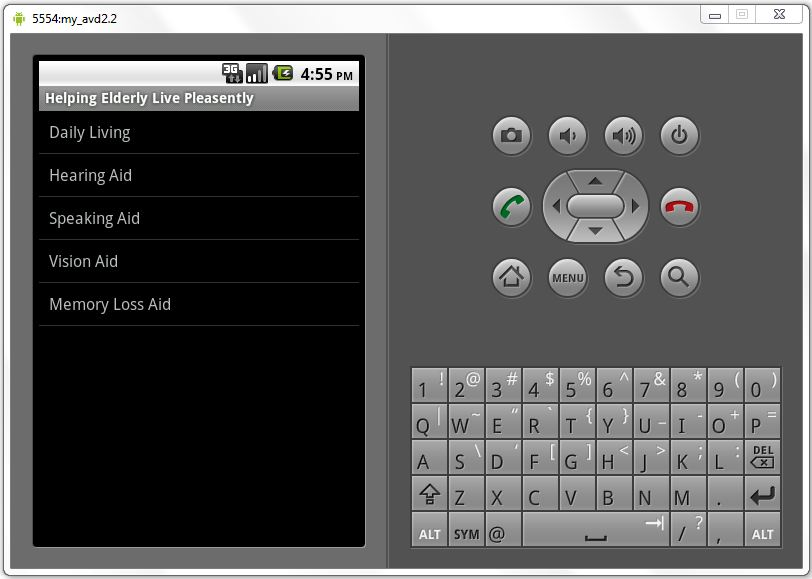 5554:my_avd2.2
3G 4:55 PM
Helping Elderly Live Pleasently
Daily Living
Hearing Aid
Speaking Aid
Vision Aid
Memory Loss Aid
MENU
1 ! 2 @ 3 # 4 $ 5 % 6 ^ 7 & 8 * 9 ( 0 )
Q | W ~ E “ R ` T { Y } U _ I - O + P =
A S \ D ‘ F [ G ] H < J > K ; L : DEL
Z X C V B N M .
ALT SYM @ / ? , ALT